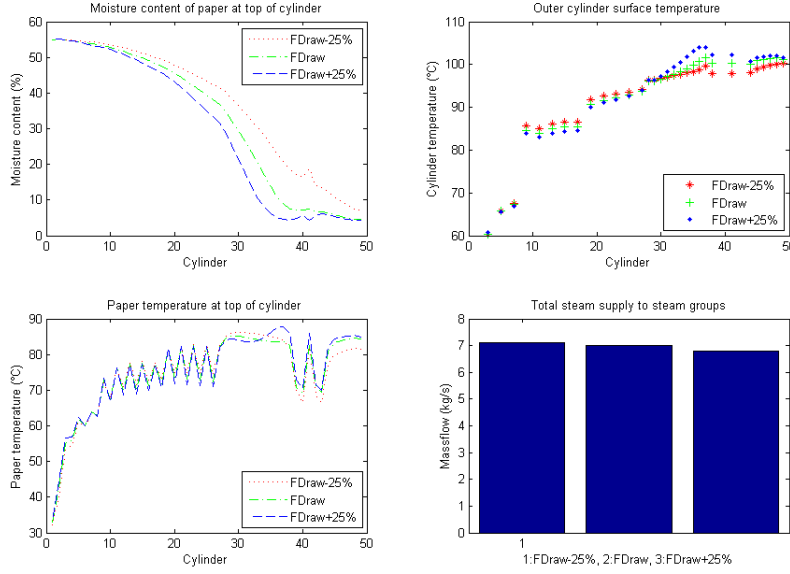 Moisture content of paper at top of cylinder
60
50
40
30
20
10
0
Moisture content (%)
FDraw-25%
FDraw
FDraw+25%
0 10 20 30 40 50
Cylinder
Outer cylinder surface temperature
110
100
90
80
70
60
Cylinder temperature (°C)
FDraw-25%
FDraw
FDraw+25%
0 10 20 30 40 50
Cylinder
Paper temperature at top of cylinder
90
80
70
60
50
40
30
Paper temperature (°C)
FDraw-25%
FDraw
FDraw+25%
0 10 20 30 40 50
Cylinder
Total steam supply to steam groups
8
7
6
5
4
3
2
1
0
Massflow (kg/s)
1
1:FDraw-25%, 2:FDraw, 3:FDraw+25%